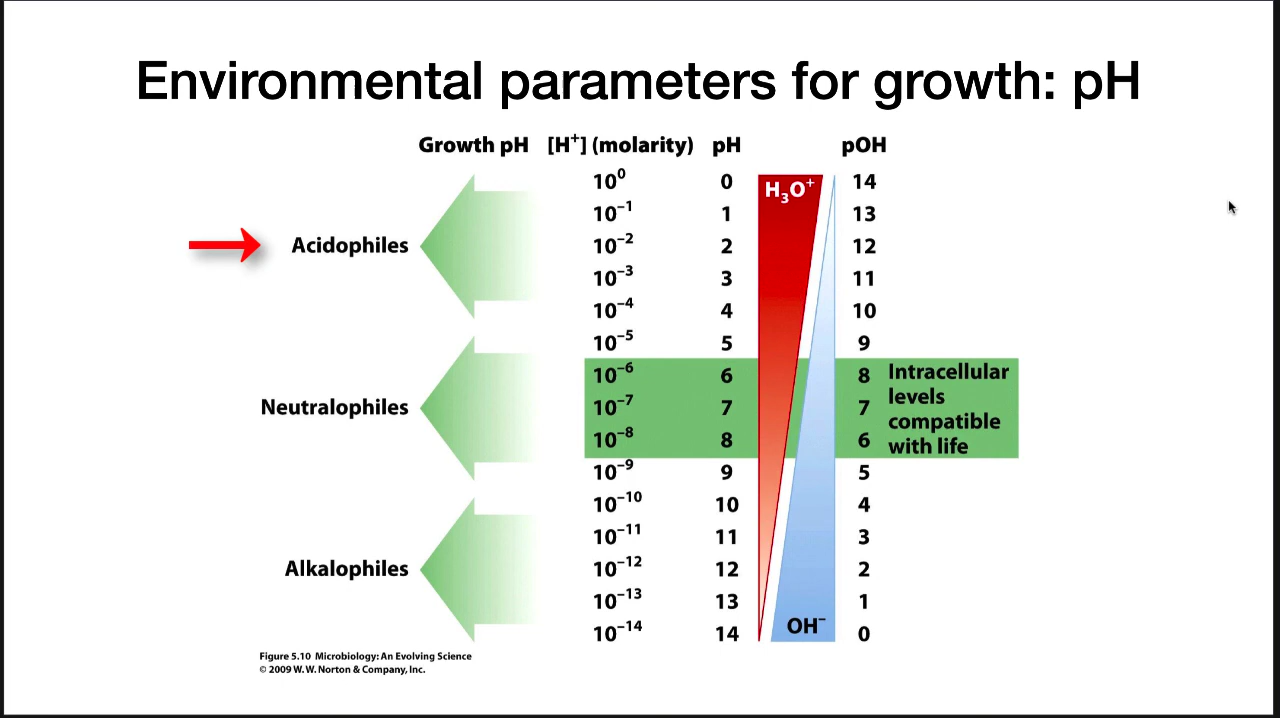 Environmental parameters for growth: pH
Growth pH [H⁺] (molarity) pH pOH
10⁰ 0 H₃O⁺ 14
10⁻¹ 1 13
Acidophiles 10⁻² 2 12
10⁻³ 3 11
10⁻⁴ 4 10
10⁻⁵ 5 9
10⁻⁶ 6 8 Intracellular
levels
Neutralophiles 10⁻⁷ 7 7
compatible
10⁻⁸ 8 6 with life
10⁻⁹ 9 5
10⁻¹⁰ 10 4
10⁻¹¹ 11 3
Alkalophiles 10⁻¹² 12 2
10⁻¹³ 13 1
10⁻¹⁴ 14 OH⁻ 0
Figure 5.10 Microbiology: An Evolving Science
© 2009 W. W. Norton & Company, Inc.